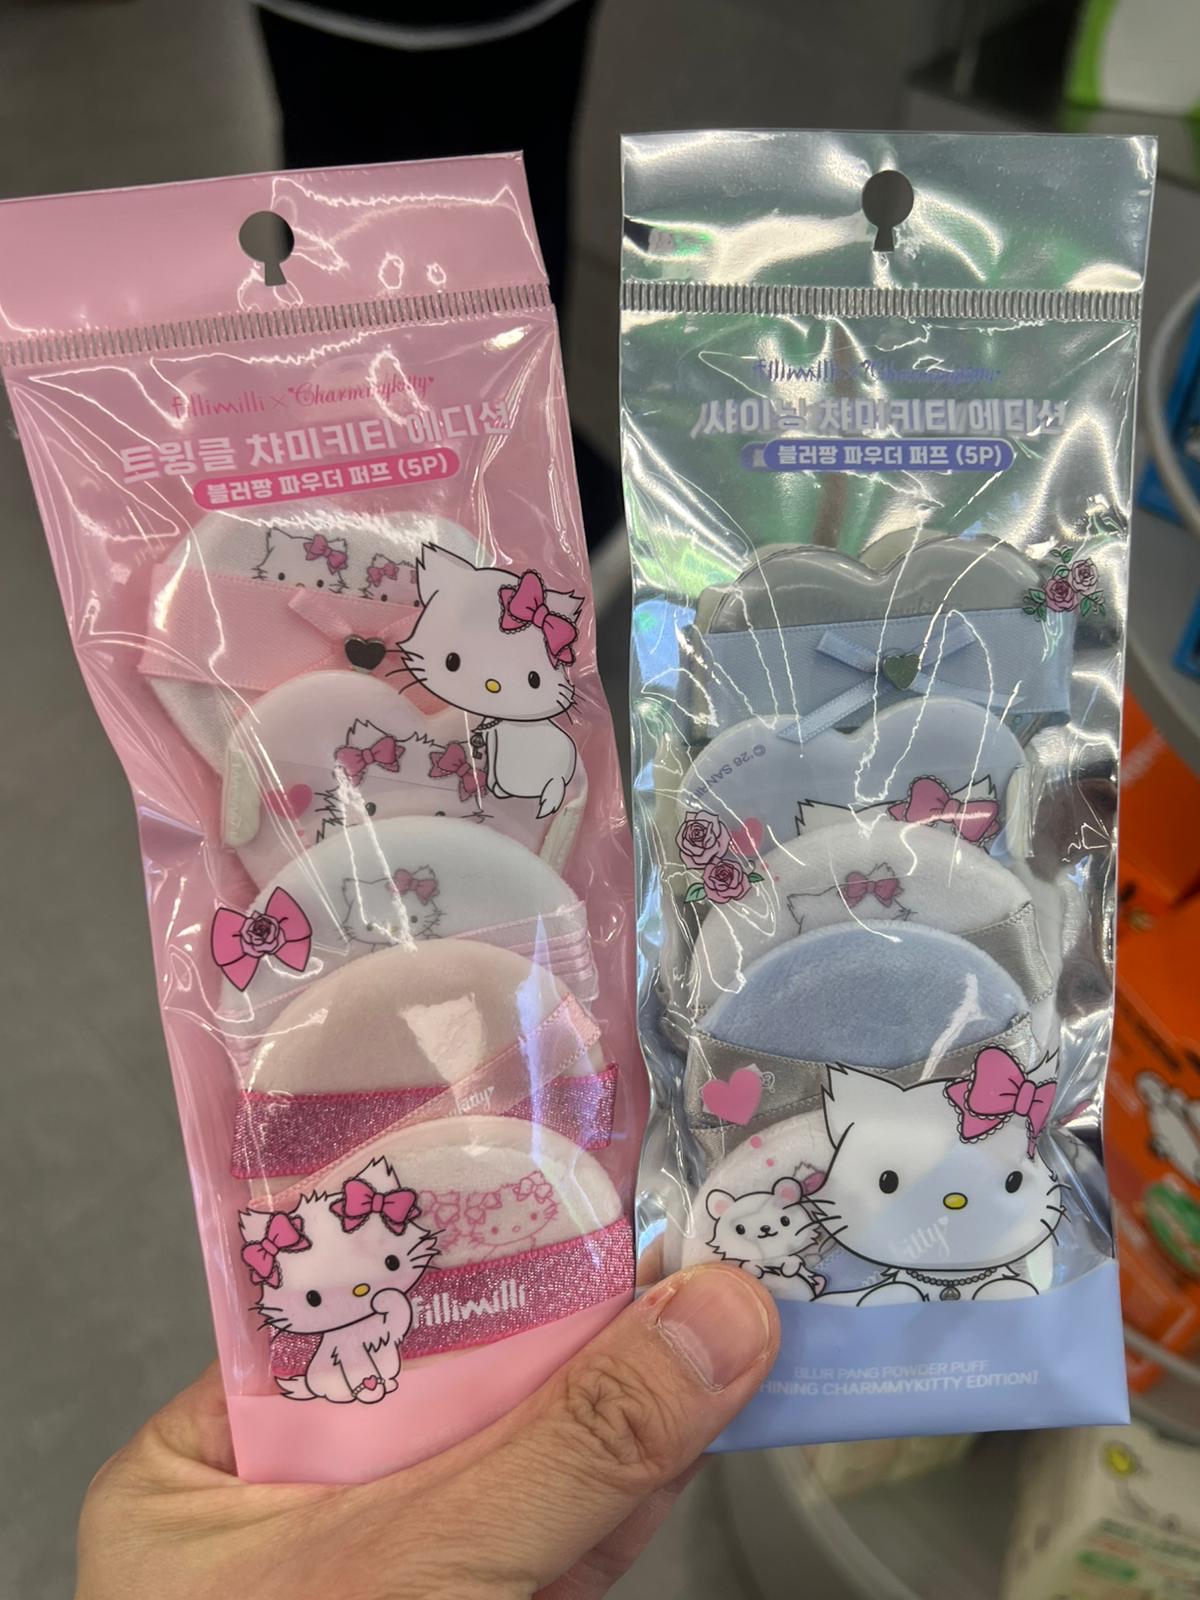 fillimilli × Charmmykitty
트윙클 챠미키티 에디션
블러팡 파우더 퍼프 (5P)
fillimilli
fillimilli × Charmmykitty
샤이닝 챠미키티 에디션
블러팡 파우더 퍼프 (5P)
BLUR PANG POWDER PUFF
HINING CHARMMYKITTY EDITION]